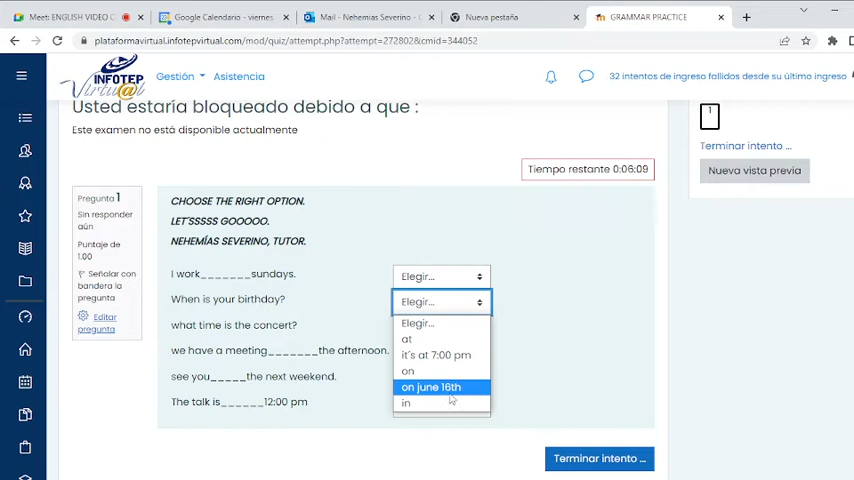 Meet: ENGLISH VIDEO C
Google Calendario - viernes,
Mail - Nehemias Severino -
Nueva pestaña
GRAMMAR PRACTICE
plataformavirtual.infotepvirtual.com/mod/quiz/attempt.php?attempt=272802&cmid=344052
INFOTEP
Virtu@l
Gestión
Asistencia
32 intentos de ingreso fallidos desde su último ingreso
Usted estaría bloqueado debido a que :
Este examen no está disponible actualmente
1
Terminar intento ...
Nueva vista previa
Tiempo restante 0:06:09
Pregunta 1
Sin responder
aún
Puntaje de
1.00
Señalar con
bandera la
pregunta
Editar
pregunta
CHOOSE THE RIGHT OPTION.
LET´SSSSS GOOOOO.
NEHEMÍAS SEVERINO, TUTOR.
I work_______sundays.
Elegir...
When is your birthday?
Elegir...
what time is the concert?
we have a meeting_______the afternoon.
see you_____the next weekend.
The talk is______12:00 pm
Elegir...
at
it´s at 7:00 pm
on
on june 16th
in
Terminar intento ...